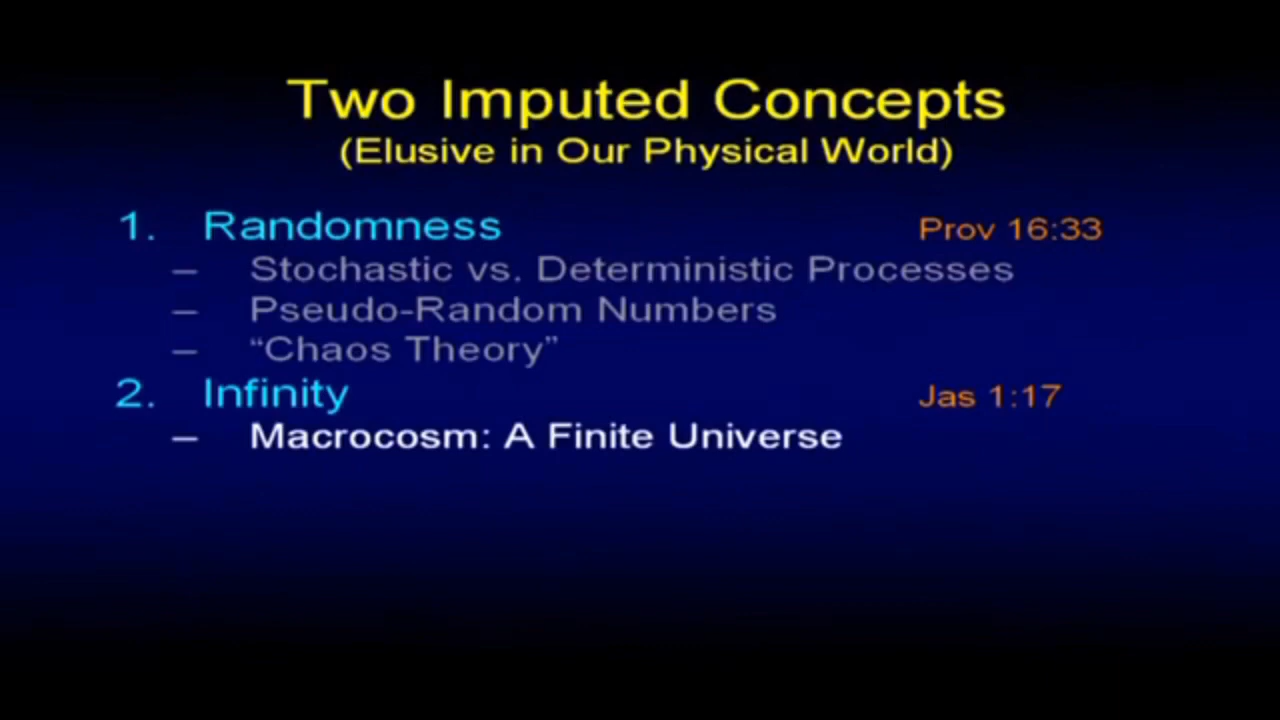 Two Imputed Concepts
(Elusive in Our Physical World)
1. Randomness Prov 16:33
– Stochastic vs. Deterministic Processes
– Pseudo-Random Numbers
– “Chaos Theory”
2. Infinity Jas 1:17
– Macrocosm: A Finite Universe